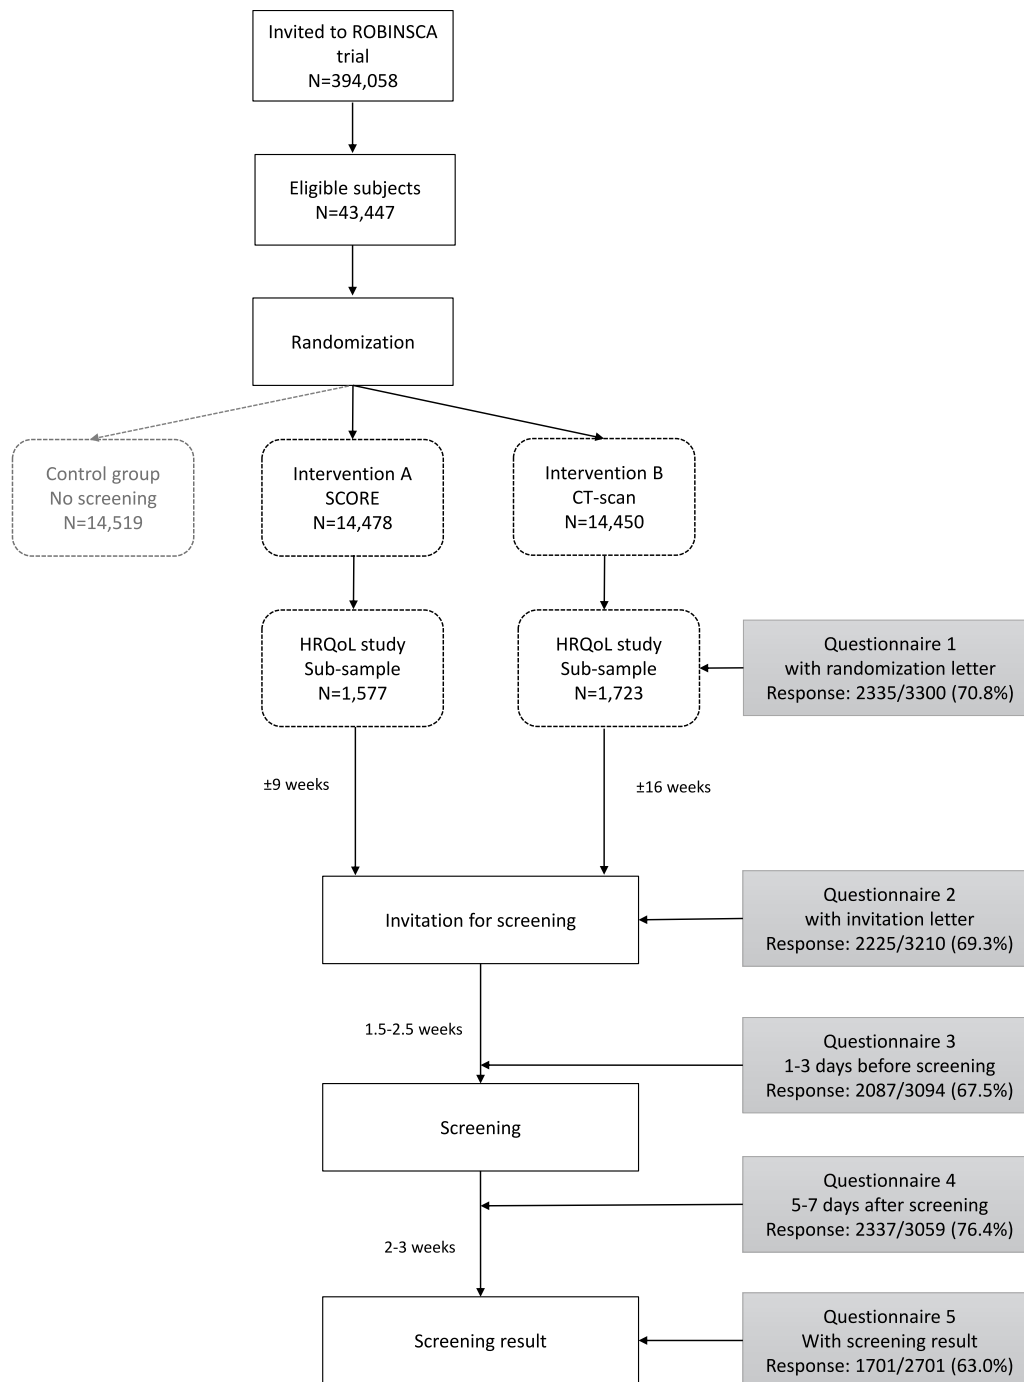 Invited to ROBINSCA
trial
N=394,058
Eligible subjects
N=43,447
Randomization
Control group
No screening
N=14,519
Intervention A
SCORE
N=14,478
Intervention B
CT-scan
N=14,450
HRQoL study
Sub-sample
N=1,577
HRQoL study
Sub-sample
N=1,723
Questionnaire 1
with randomization letter
Response: 2335/3300 (70.8%)
±9 weeks
±16 weeks
Invitation for screening
Questionnaire 2
with invitation letter
Response: 2225/3210 (69.3%)
1.5-2.5 weeks
Questionnaire 3
1-3 days before screening
Response: 2087/3094 (67.5%)
Screening
Questionnaire 4
5-7 days after screening
Response: 2337/3059 (76.4%)
2-3 weeks
Screening result
Questionnaire 5
With screening result
Response: 1701/2701 (63.0%)